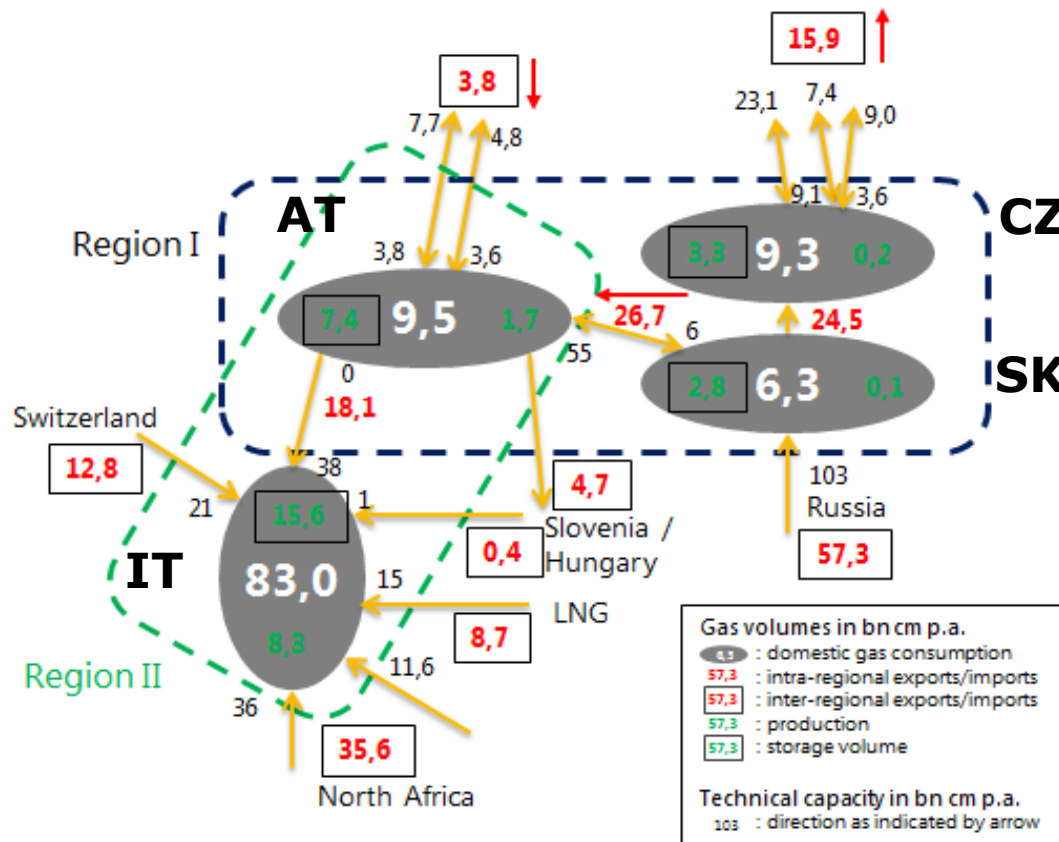 15,9
3,8
23,1
7,4
9,0
7,7
4,8
AT
CZ
Region I
9,1
3,6
3,8
3,6
3,3 9,3 0,2
7,4 9,5 1,7
26,7
6
24,5
55
SK
2,8 6,3 0,1
0
18,1
Switzerland
12,8
38
103
Russia
4,7
21
15,6
1
Slovenia /
Hungary
0,4
57,3
IT
83,0
15
LNG
8,7
8,3
Region II
11,6
36
35,6
North Africa
Gas volumes in bn cm p.a.
0,3 : domestic gas consumption
57,3 : intra-regional exports/imports
57,3 : inter-regional exports/imports
57,3 : production
57,3 : storage volume
Technical capacity in bn cm p.a.
103 : direction as indicated by arrow